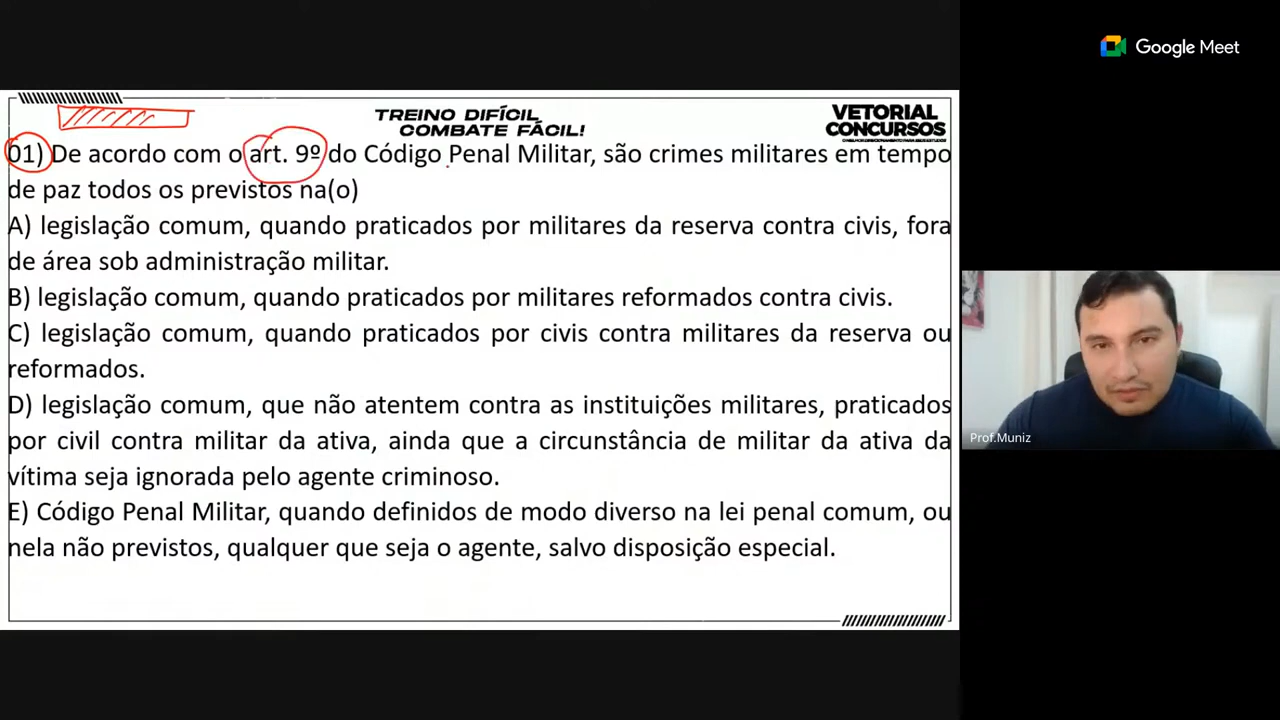 Google Meet
TREINO DIFÍCIL
COMBATE FÁCIL!
VETORIAL
CONCURSOS
01) De acordo com o art. 9º do Código Penal Militar, são crimes militares em tempo
de paz todos os previstos na(o)
A) legislação comum, quando praticados por militares da reserva contra civis, fora
de área sob administração militar.
B) legislação comum, quando praticados por militares reformados contra civis.
C) legislação comum, quando praticados por civis contra militares da reserva ou
reformados.
D) legislação comum, que não atentem contra as instituições militares, praticados
por civil contra militar da ativa, ainda que a circunstância de militar da ativa da
vítima seja ignorada pelo agente criminoso.
E) Código Penal Militar, quando definidos de modo diverso na lei penal comum, ou
nela não previstos, qualquer que seja o agente, salvo disposição especial.
Prof.Muniz